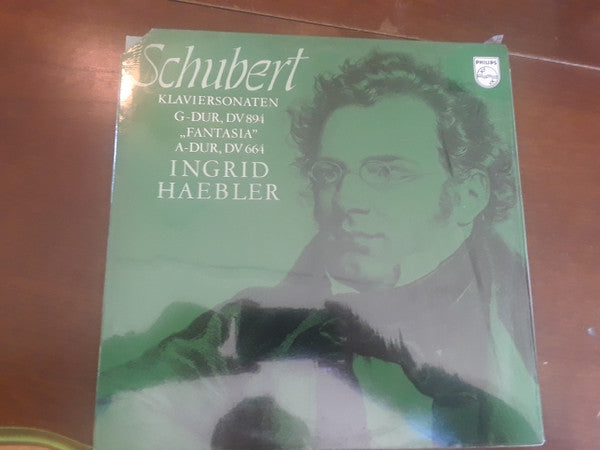 Schubert
KLAVIERSONATEN
G-DUR, DV 894
„FANTASIA”
A-DUR, DV 664
INGRID
HAEBLER
PHILIPS